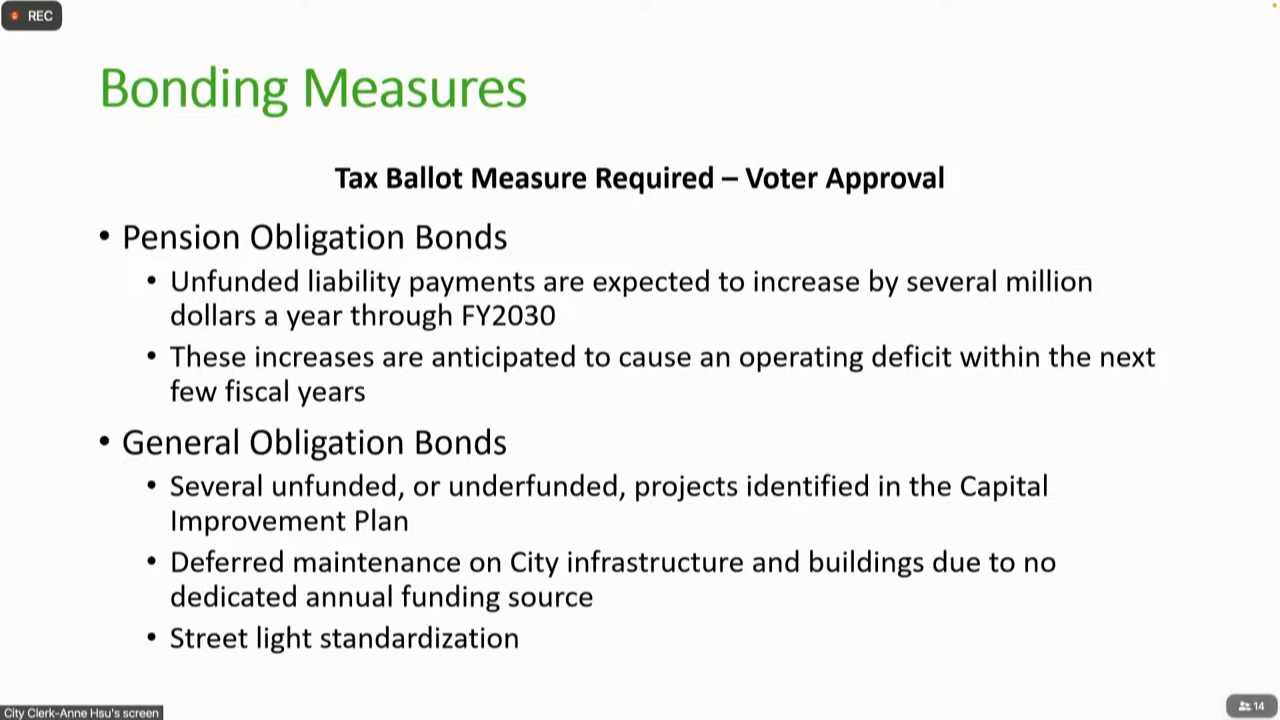 REC
Bonding Measures
Tax Ballot Measure Required – Voter Approval
• Pension Obligation Bonds
• Unfunded liability payments are expected to increase by several million
dollars a year through FY2030
• These increases are anticipated to cause an operating deficit within the next
few fiscal years
• General Obligation Bonds
• Several unfunded, or underfunded, projects identified in the Capital
Improvement Plan
• Deferred maintenance on City infrastructure and buildings due to no
dedicated annual funding source
• Street light standardization
City Clerk-Anne Hsu's screen
14